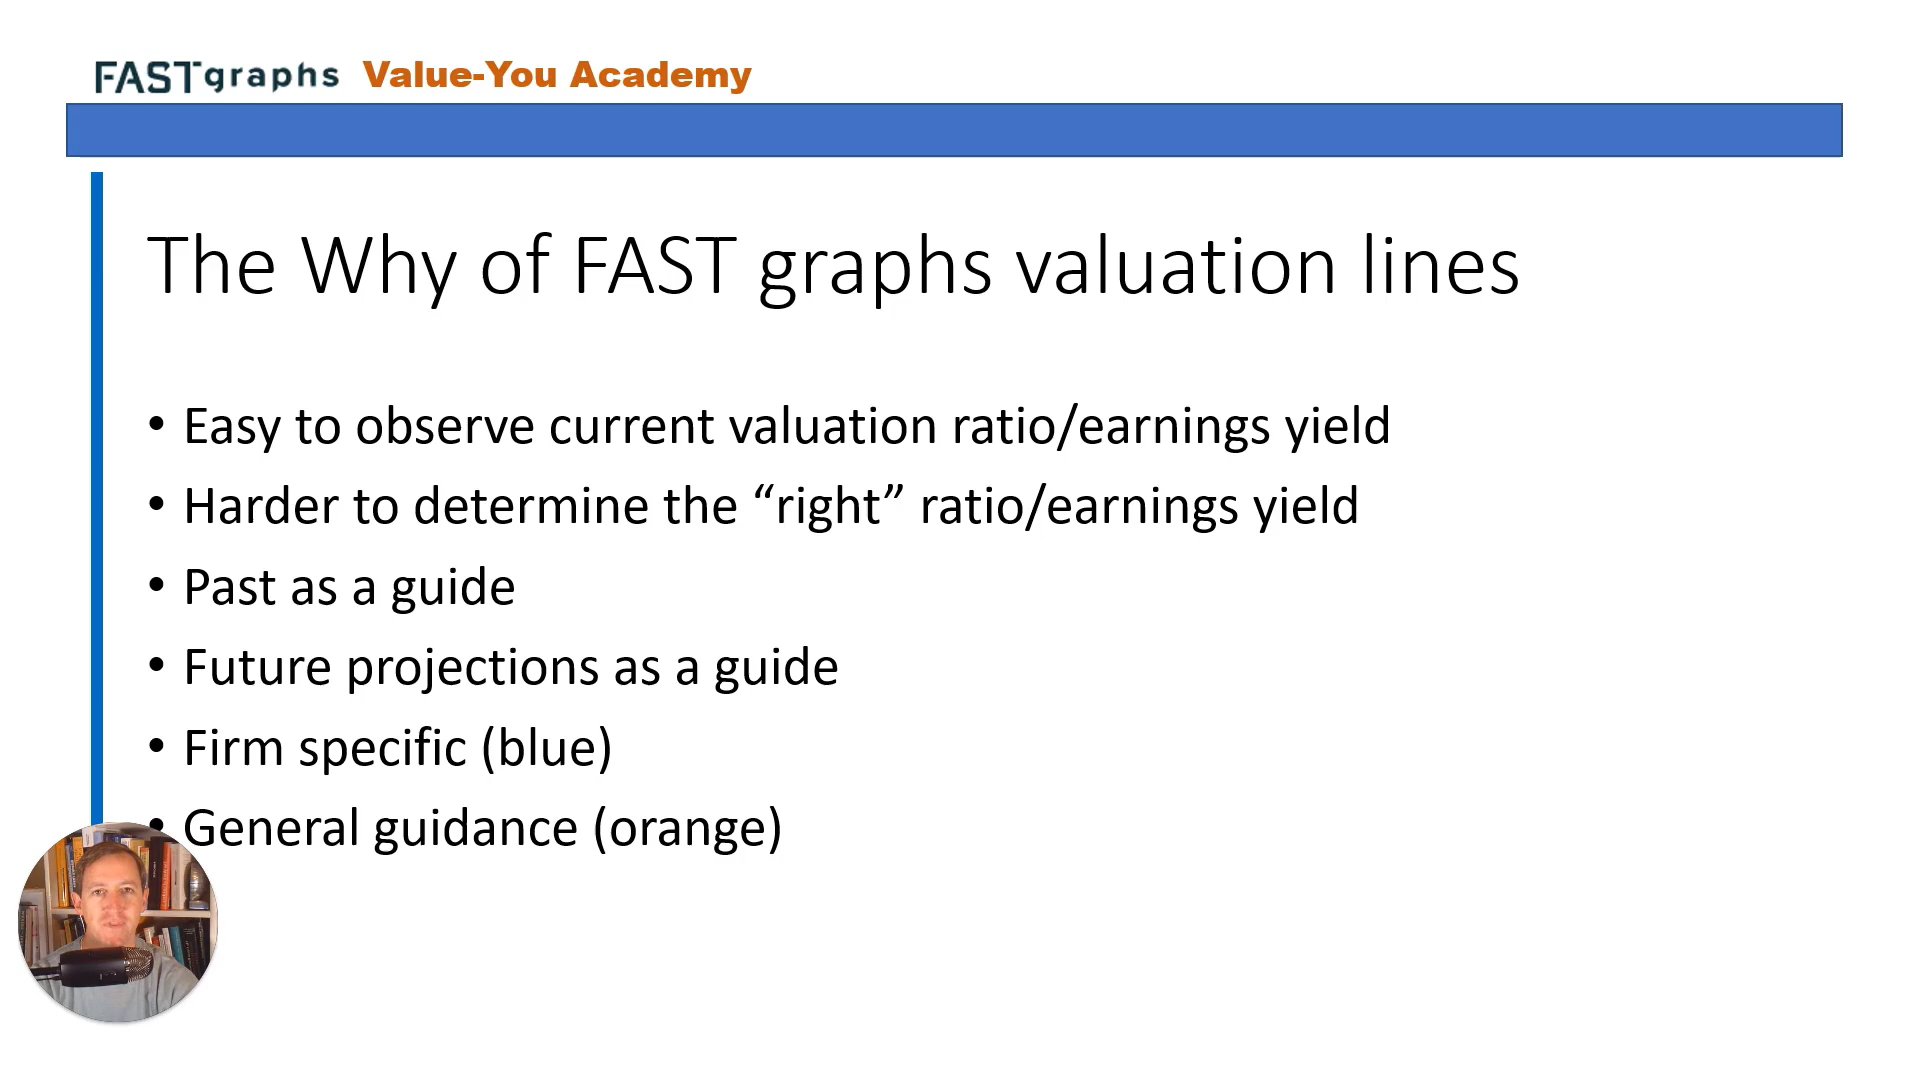 FASTgraphs Value-You Academy
The Why of FAST graphs valuation lines
• Easy to observe current valuation ratio/earnings yield
• Harder to determine the “right” ratio/earnings yield
• Past as a guide
• Future projections as a guide
• Firm specific (blue)
• General guidance (orange)